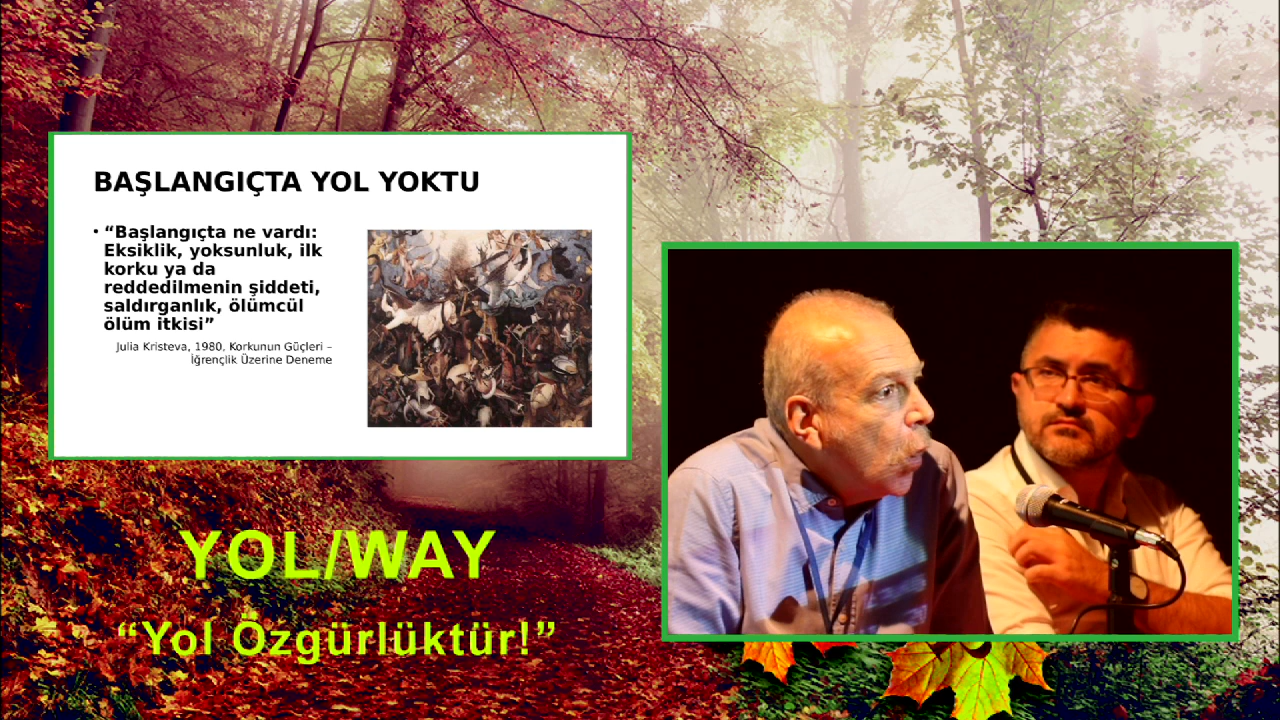 BAŞLANGIÇTA YOL YOKTU
• “Başlangıçta ne vardı:
Eksiklik, yoksunluk, ilk
korku ya da
reddedilmenin şiddeti,
saldırganlık, ölümcül
ölüm itkisi”
Julia Kristeva, 1980, Korkunun Güçleri –
İğrençlik Üzerine Deneme
YOL/WAY
“Yol Özgürlüktür!”